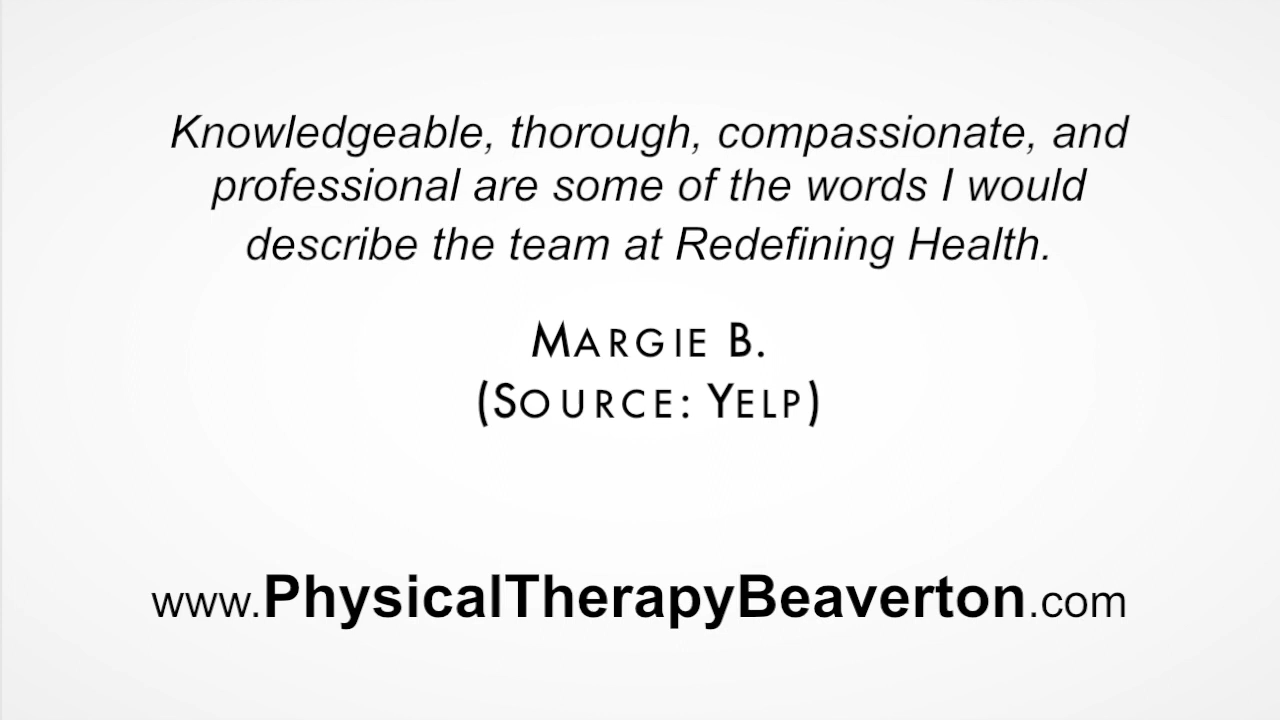 Knowledgeable, thorough, compassionate, and
professional are some of the words I would
describe the team at Redefining Health.
MARGIE B.
(SOURCE: YELP)
www.PhysicalTherapyBeaverton.com